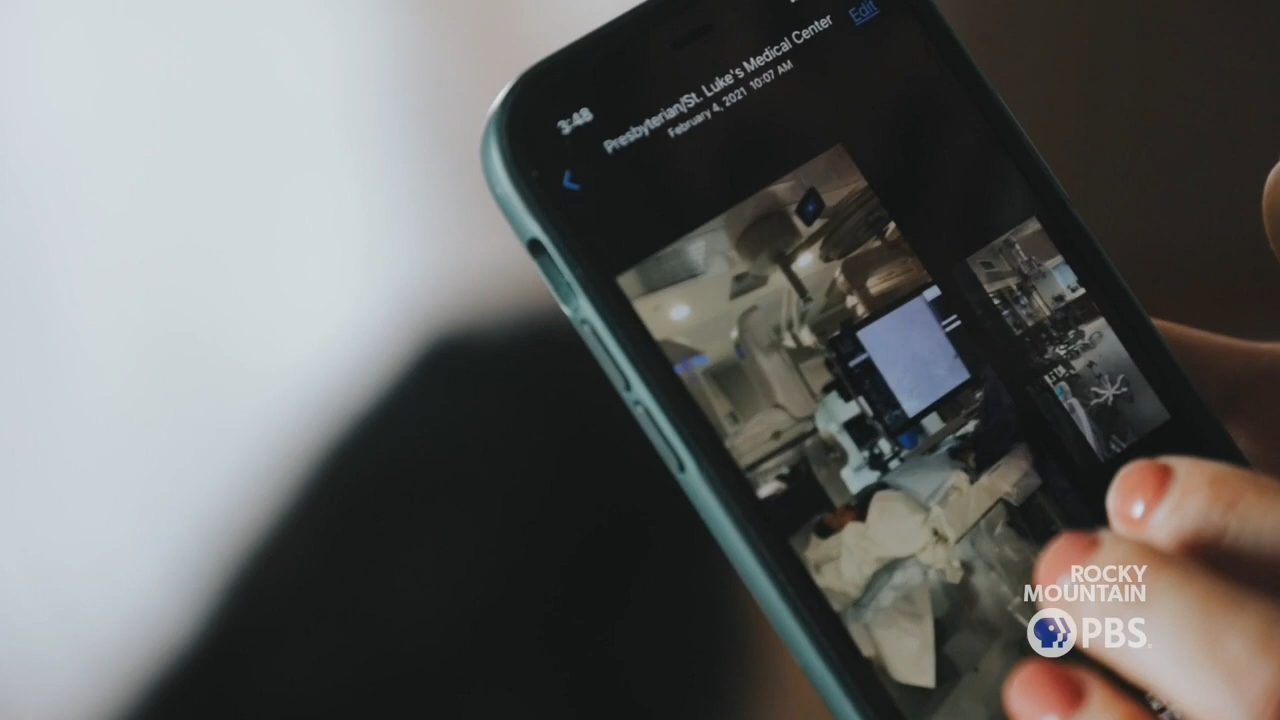 3:48
Presbyterian/St. Luke's Medical Center
Edit
February 4, 2021 10:07 AM
ROCKY
MOUNTAIN
PBS